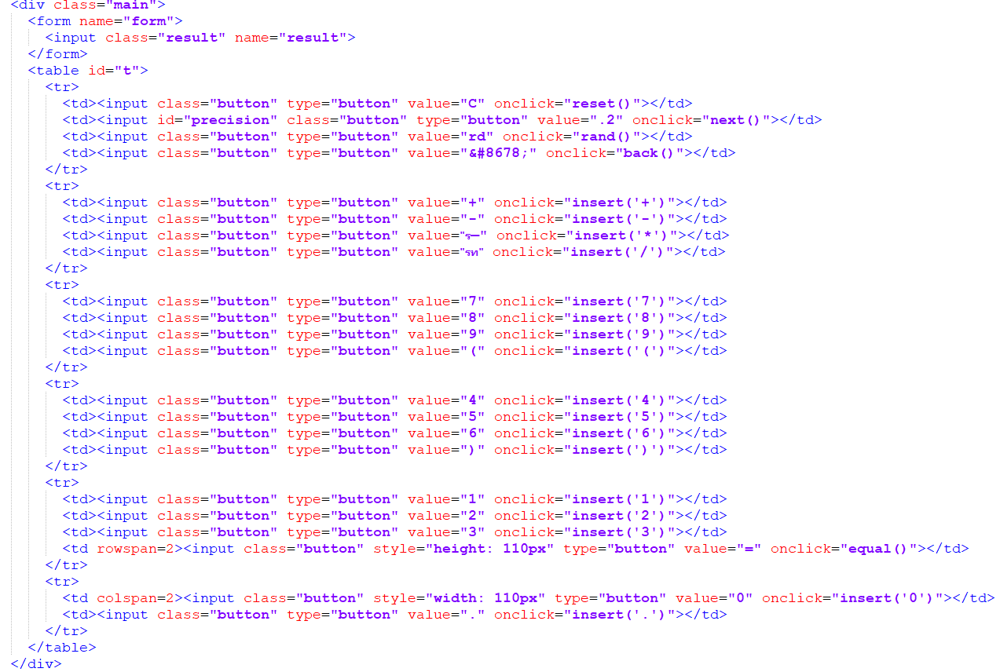 <div class="main">
<form name="form">
<input class="result" name="result">
</form>
<table id="t">
<tr>
<td><input class="button" type="button" value="C" onclick="reset()"></td>
<td><input id="precision" class="button" type="button" value=".2" onclick="next()"></td>
<td><input class="button" type="button" value="rd" onclick="rand()"></td>
<td><input class="button" type="button" value="&#8678;" onclick="back()"></td>
</tr>
<tr>
<td><input class="button" type="button" value="+" onclick="insert('+')"></td>
<td><input class="button" type="button" value="-" onclick="insert('-')"></td>
<td><input class="button" type="button" value="ร—" onclick="insert('*')"></td>
<td><input class="button" type="button" value="รท" onclick="insert('/')"></td>
</tr>
<tr>
<td><input class="button" type="button" value="7" onclick="insert('7')"></td>
<td><input class="button" type="button" value="8" onclick="insert('8')"></td>
<td><input class="button" type="button" value="9" onclick="insert('9')"></td>
<td><input class="button" type="button" value="(" onclick="insert('(')"></td>
</tr>
<tr>
<td><input class="button" type="button" value="4" onclick="insert('4')"></td>
<td><input class="button" type="button" value="5" onclick="insert('5')"></td>
<td><input class="button" type="button" value="6" onclick="insert('6')"></td>
<td><input class="button" type="button" value=")" onclick="insert(')')"></td>
</tr>
<tr>
<td><input class="button" type="button" value="1" onclick="insert('1')"></td>
<td><input class="button" type="button" value="2" onclick="insert('2')"></td>
<td><input class="button" type="button" value="3" onclick="insert('3')"></td>
<td rowspan=2><input class="button" style="height: 110px" type="button" value="=" onclick="equal()"></td>
</tr>
<tr>
<td colspan=2><input class="button" style="width: 110px" type="button" value="0" onclick="insert('0')"></td>
<td><input class="button" type="button" value="." onclick="insert('.')"></td>
</tr>
</table>
</div>